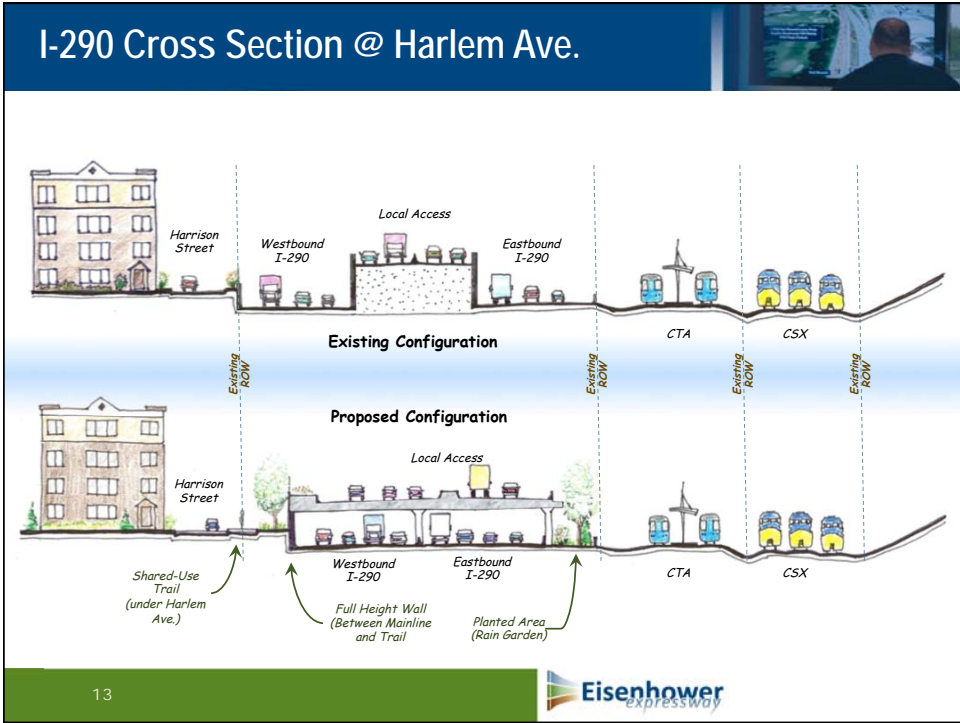 I-290 Cross Section @ Harlem Ave.
Local Access
Harrison
Street
Westbound
I-290
Eastbound
I-290
CTA
CSX
Existing Configuration
Existing
ROW
Existing
ROW
Existing
ROW
Existing
ROW
Proposed Configuration
Local Access
Harrison
Street
Westbound
I-290
Eastbound
I-290
CTA
CSX
Shared-Use
Trail
(under Harlem
Ave.)
Full Height Wall
(Between Mainline
and Trail
Planted Area
(Rain Garden)
13
Eisenhower
expressway